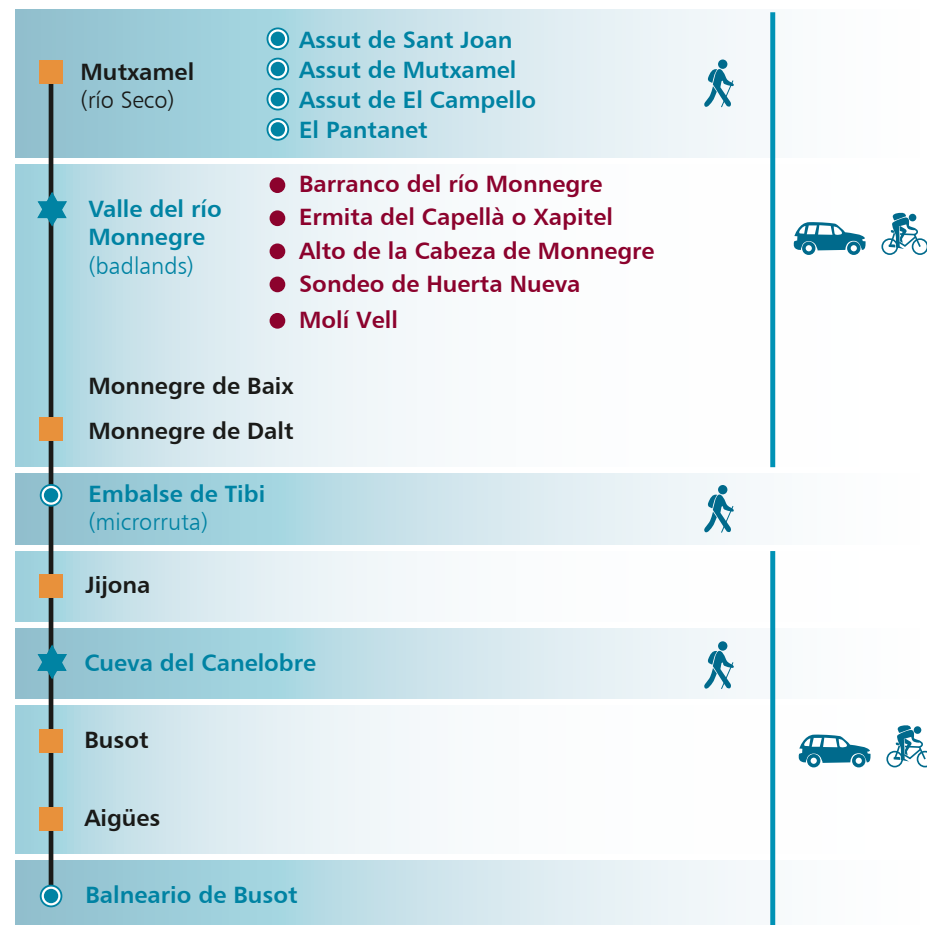 Mutxamel
(río Seco)
Assut de Sant Joan
Assut de Mutxamel
Assut de El Campello
El Pantanet
Valle del río
Monnegre
(badlands)
Barranco del río Monnegre
Ermita del Capellà o Xapitel
Alto de la Cabeza de Monnegre
Sondeo de Huerta Nueva
Molí Vell
Monnegre de Baix
Monnegre de Dalt
Embalse de Tibi
(microrruta)
Jijona
Cueva del Canelobre
Busot
Aigües
Balneario de Busot